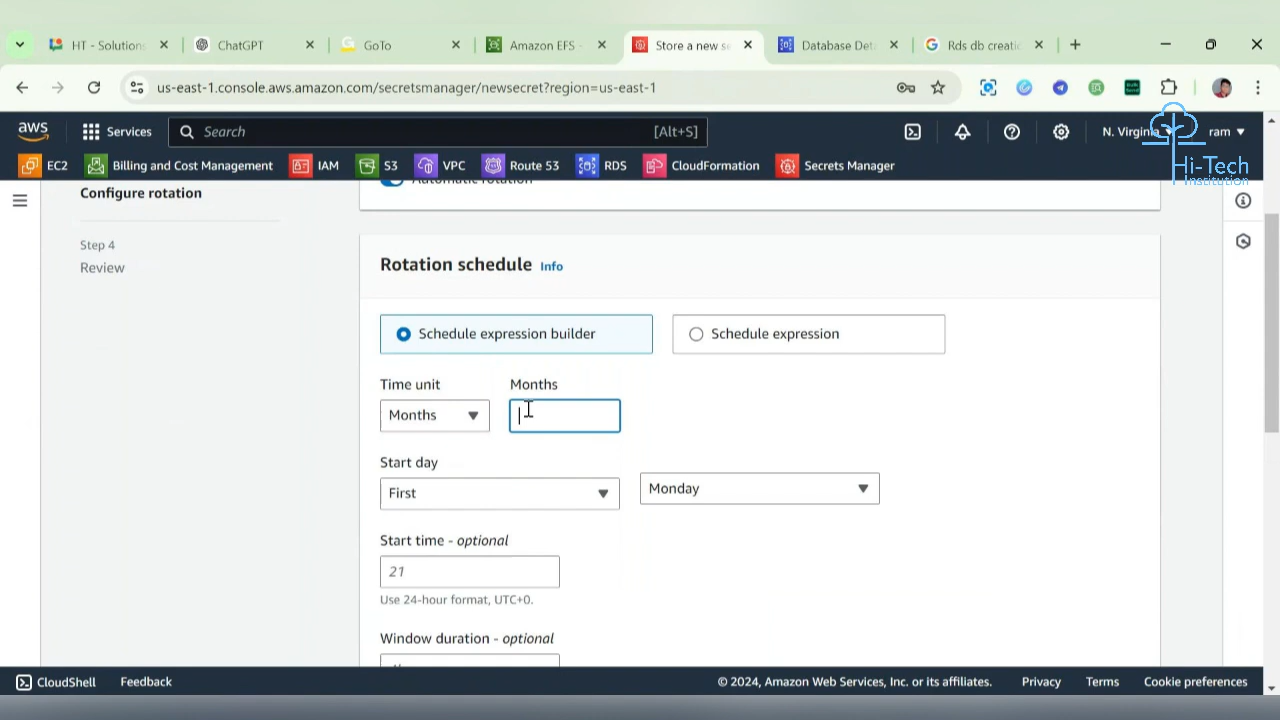 HT - Solutions
ChatGPT
GoTo
Amazon EFS -
Store a new se
Database Det
Rds db creatio
us-east-1.console.aws.amazon.com/secretsmanager/newsecret?region=us-east-1
aws
Services
Search
[Alt+S]
N. Virginia
ram
EC2
Billing and Cost Management
IAM
S3
VPC
Route 53
RDS
CloudFormation
Secrets Manager
Hi-Tech
Institution
Configure rotation
Automatic rotation
Step 4
Review
Rotation schedule Info
Schedule expression builder
Schedule expression
Time unit
Months
Months
Start day
First
Monday
Start time - optional
21
Use 24-hour format, UTC+0.
Window duration - optional
CloudShell
Feedback
© 2024, Amazon Web Services, Inc. or its affiliates.
Privacy
Terms
Cookie preferences